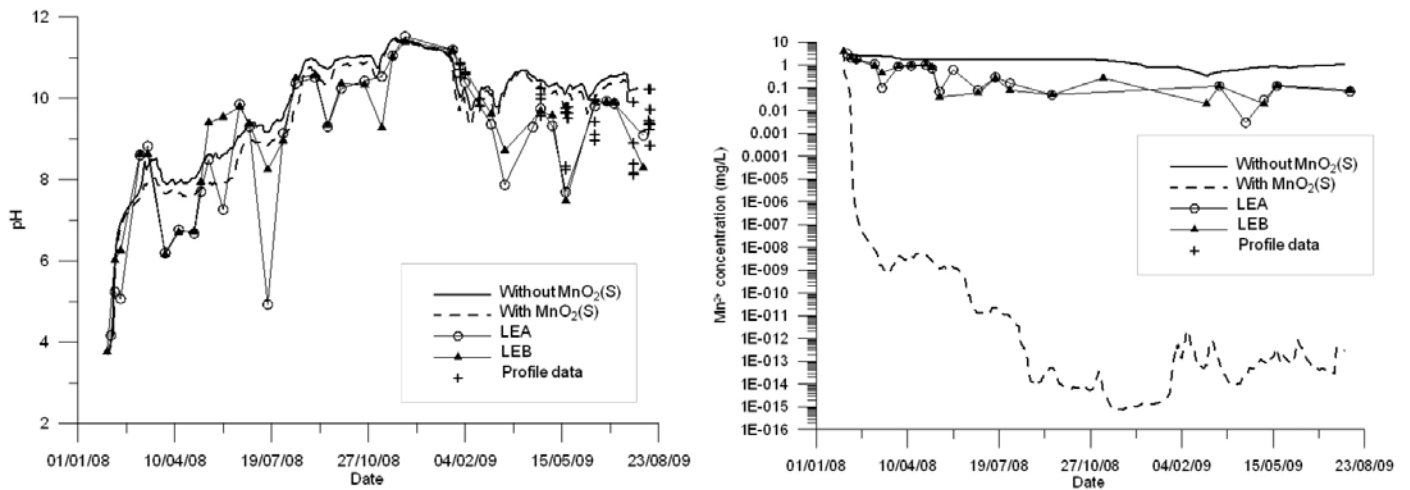 12
10
8
6
4
2
pH
Without MnO₂(S)
With MnO₂(S)
LEA
LEB
Profile data
01/01/08 10/04/08 19/07/08 27/10/08 04/02/09 15/05/09 23/08/09
Date
10
1
0.1
0.01
0.001
0.0001
1E-005
1E-006
1E-007
1E-008
1E-009
1E-010
1E-011
1E-012
1E-013
1E-014
1E-015
1E-016
Mn²⁺ concentration (mg/L)
Without MnO₂(S)
With MnO₂(S)
LEA
LEB
Profile data
01/01/08 10/04/08 19/07/08 27/10/08 04/02/09 15/05/09 23/08/09
Date